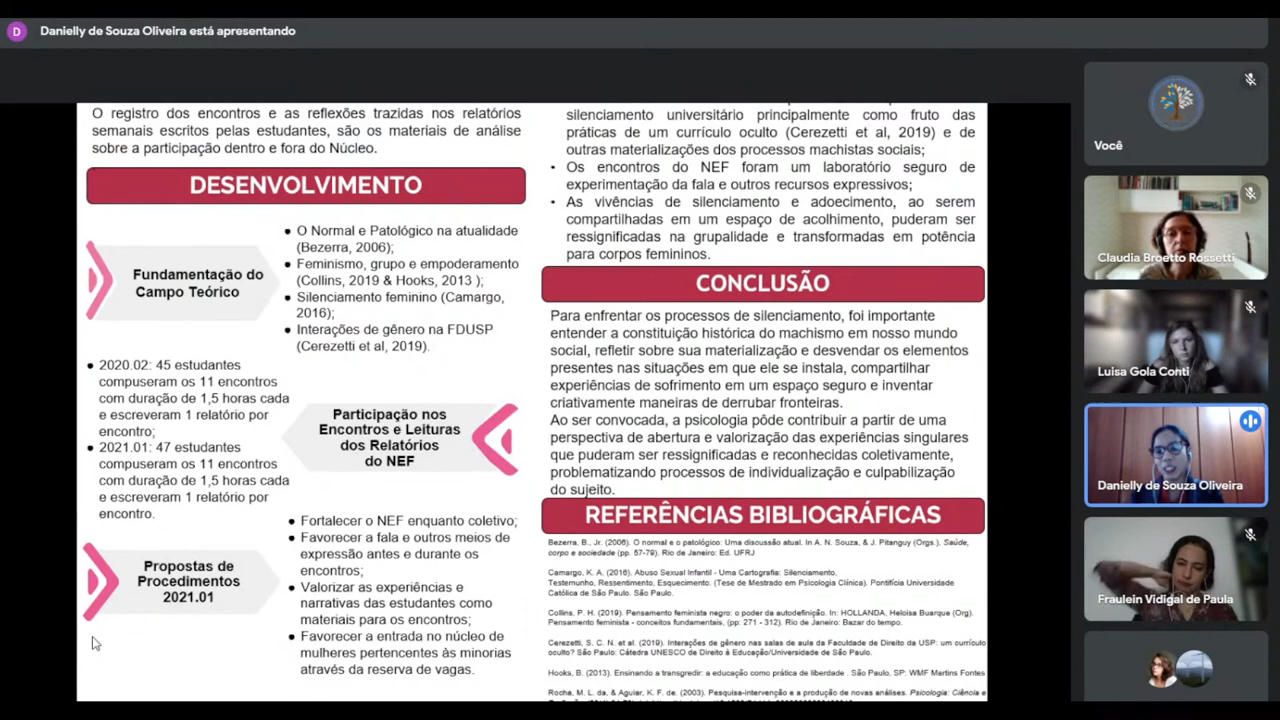 D
Danielly de Souza Oliveira está apresentando
O registro dos encontros e as reflexões trazidas nos relatórios
semanais escritos pelas estudantes, são os materiais de análise
sobre a participação dentro e fora do Núcleo.
DESENVOLVIMENTO
Fundamentação do
Campo Teórico
● O Normal e Patológico na atualidade
(Bezerra, 2006);
● Feminismo, grupo e empoderamento
(Collins, 2019 & Hooks, 2013 );
● Silenciamento feminino (Camargo,
2016);
● Interações de gênero na FDUSP
(Cerezetti et al, 2019).
● 2020.02: 45 estudantes
compuseram os 11 encontros
com duração de 1,5 horas cada
e escreveram 1 relatório por
encontro;
● 2021.01: 47 estudantes
compuseram os 11 encontros
com duração de 1,5 horas cada
e escreveram 1 relatório por
encontro.
Participação nos
Encontros e Leituras
dos Relatórios
do NEF
Propostas de
Procedimentos
2021.01
● Fortalecer o NEF enquanto coletivo;
● Favorecer a fala e outros meios de
expressão antes e durante os
encontros;
● Valorizar as experiências e
narrativas das estudantes como
materiais para os encontros;
● Favorecer a entrada no núcleo de
mulheres pertencentes às minorias
através da reserva de vagas.
silenciamento universitário principalmente como fruto das
práticas de um currículo oculto (Cerezetti et al, 2019) e de
outras materializações dos processos machistas sociais;
• Os encontros do NEF foram um laboratório seguro de
experimentação da fala e outros recursos expressivos;
• As vivências de silenciamento e adoecimento, ao serem
compartilhadas em um espaço de acolhimento, puderam ser
ressignificadas na grupalidade e transformadas em potência
para corpos femininos.
CONCLUSÃO
Para enfrentar os processos de silenciamento, foi importante
entender a constituição histórica do machismo em nosso mundo
social, refletir sobre sua materialização e desvendar os elementos
presentes nas situações em que ele se instala, compartilhar
experiências de sofrimento em um espaço seguro e inventar
criativamente maneiras de derrubar fronteiras.
Ao ser convocada, a psicologia pôde contribuir a partir de uma
perspectiva de abertura e valorização das experiências singulares
que puderam ser ressignificadas e reconhecidas coletivamente,
problematizando processos de individualização e culpabilização
do sujeito.
REFERÊNCIAS BIBLIOGRÁFICAS
Bezerra, B., Jr. (2006). O normal e o patológico: Uma discussão atual. In A. N. Souza, & J. Pitanguy (Orgs.). Saúde,
corpo e sociedade (pp. 57-79). Rio de Janeiro: Ed. UFRJ
Camargo, K. A. (2016). Abuso Sexual Infantil - Uma Cartografia: Silenciamento,
Testemunho, Ressentimento, Esquecimento. (Tese de Mestrado em Psicologia Clínica). Pontifícia Universidade
Católica de São Paulo. São Paulo.
Collins, P. H. (2019). Pensamento feminista negro: o poder da autodefinição. In: HOLLANDA, Heloisa Buarque (Org).
Pensamento feminista - conceitos fundamentais, (pp: 271 - 312). Rio de Janeiro: Bazar do tempo.
Cerezetti, S. C. N. et al. (2019). Interações de gênero nas salas de aula da Faculdade de Direito da USP: um currículo
oculto? São Paulo: Cátedra UNESCO de Direito à Educação/Universidade de São Paulo.
Hooks, B. (2013). Ensinando a transgredir: a educação como prática de liberdade . São Paulo, SP: WMF Martins Fontes
Rocha, M. L. da, & Aguiar, K. F. de. (2003). Pesquisa-intervenção e a produção de novas análises. Psicologia: Ciência e
Você
Claudia Broetto Rossetti
Luisa Gola Conti
Danielly de Souza Oliveira
Fraulein Vidigal de Paula